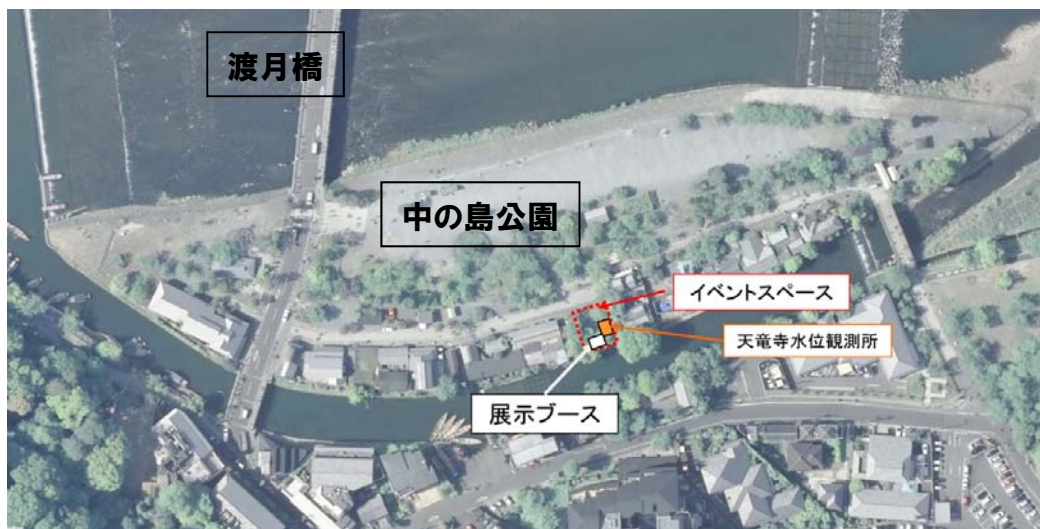 渡月橋
中の島公園
イベントスペース
天竜寺水位観測所
展示ブース